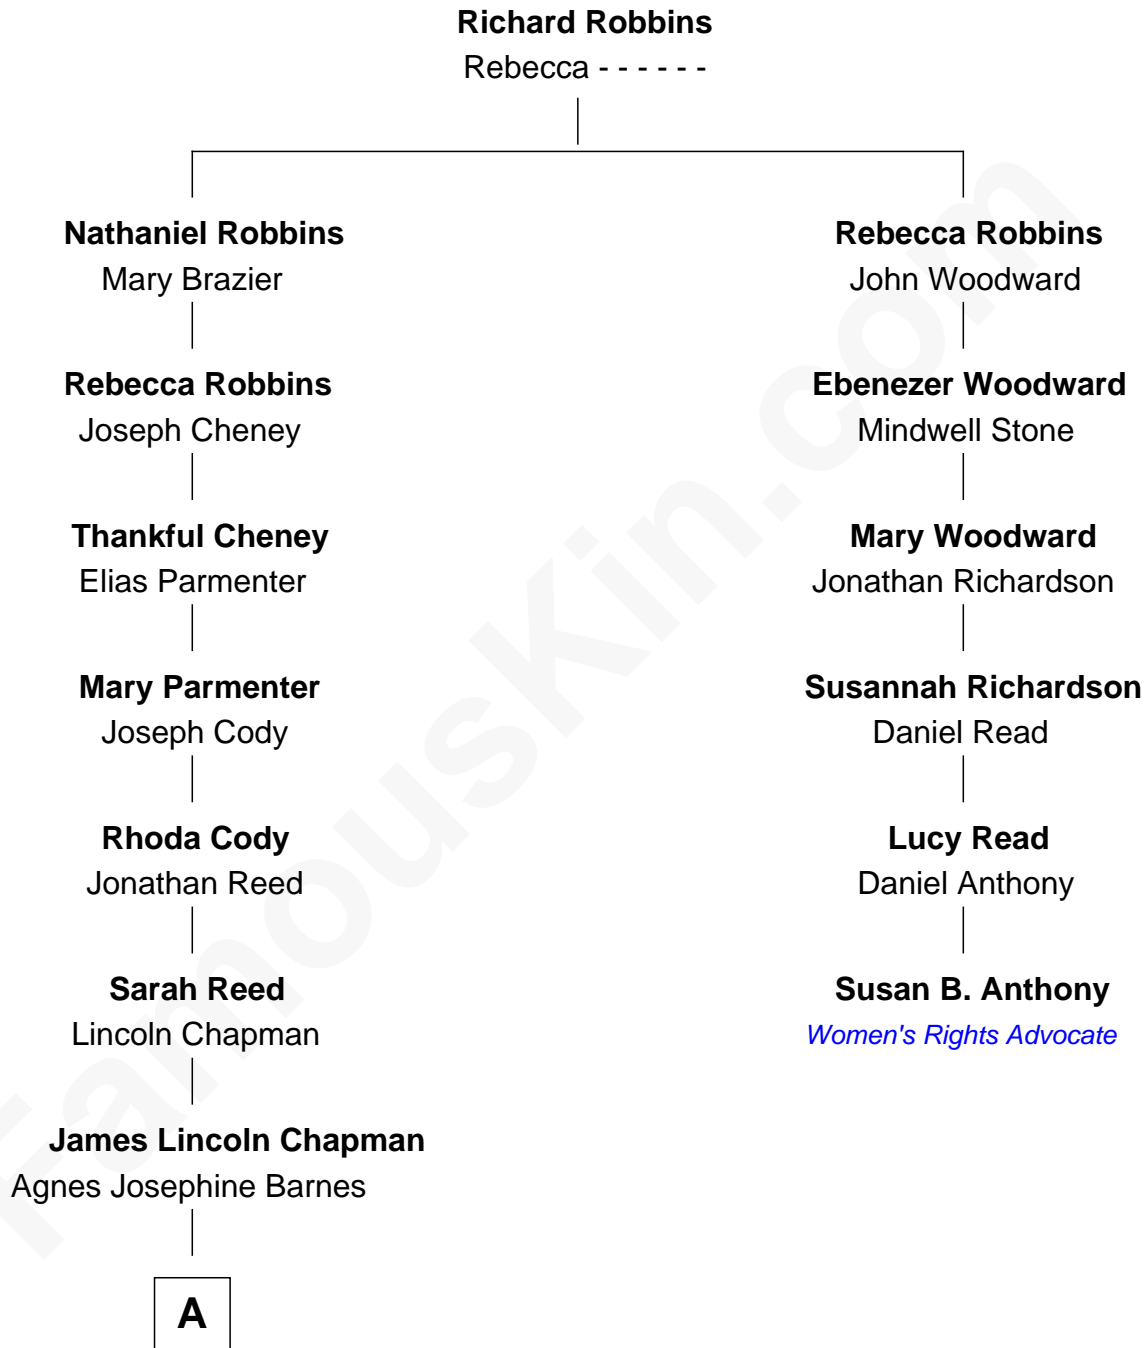 Richard Robbins
Rebecca - - - - - -
Nathaniel Robbins
Mary Brazier
Rebecca Robbins
Joseph Cheney
Thankful Cheney
Elias Parmenter
Mary Parmenter
Joseph Cody
Rhoda Cody
Jonathan Reed
Sarah Reed
Lincoln Chapman
James Lincoln Chapman
Agnes Josephine Barnes
A
Rebecca Robbins
John Woodward
Ebenezer Woodward
Mindwell Stone
Mary Woodward
Jonathan Richardson
Susannah Richardson
Daniel Read
Lucy Read
Daniel Anthony
Susan B. Anthony
Women's Rights Advocate
FamousKin.com